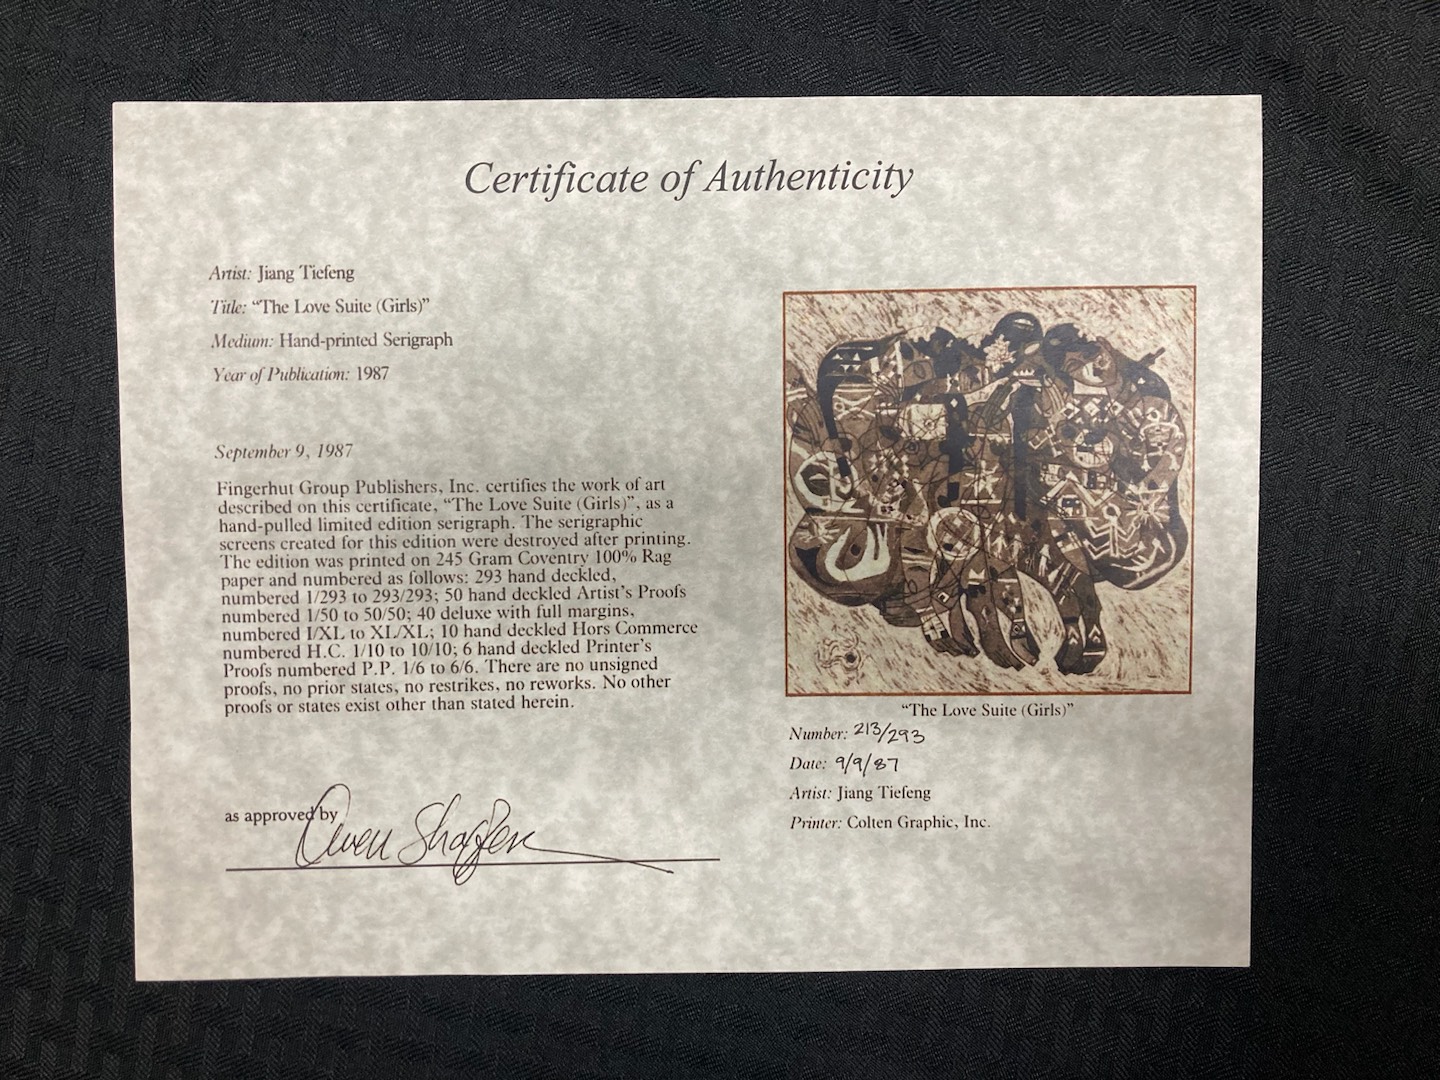 Certificate of Authenticity
Artist: Jiang Tiefeng
Title: “The Love Suite (Girls)”
Medium: Hand-printed Serigraph
Year of Publication: 1987
September 9, 1987
Fingerhut Group Publishers, Inc. certifies the work of art
described on this certificate, “The Love Suite (Girls)”, as a
hand-pulled limited edition serigraph. The serigraphic
screens created for this edition were destroyed after printing.
The edition was printed on 245 Gram Coventry 100% Rag
paper and numbered as follows: 293 hand deckled,
numbered 1/293 to 293/293; 50 hand deckled Artist's Proofs
numbered 1/50 to 50/50; 40 deluxe with full margins,
numbered I/XL to XL/XL; 10 hand deckled Hors Commerce
numbered H.C. 1/10 to 10/10; 6 hand deckled Printer's
Proofs numbered P.P. 1/6 to 6/6. There are no unsigned
proofs, no prior states, no restrikes, no reworks. No other
proofs or states exist other than stated herein.
as approved by Owen Shaffer
“The Love Suite (Girls)”
Number: 213/293
Date: 9/9/87
Artist: Jiang Tiefeng
Printer: Colten Graphic, Inc.